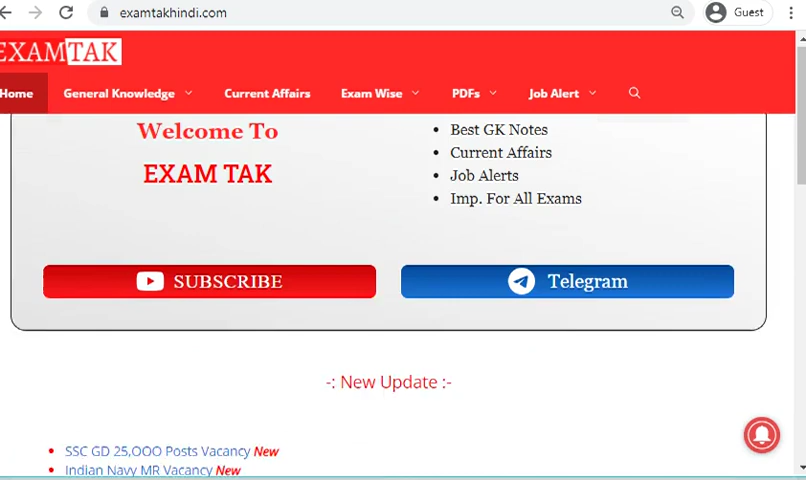 examtakhindi.com
Guest
EXAMTAK
Home General Knowledge Current Affairs Exam Wise PDFs Job Alert
Welcome To
EXAM TAK
• Best GK Notes
• Current Affairs
• Job Alerts
• Imp. For All Exams
SUBSCRIBE
Telegram
-: New Update :-
• SSC GD 25,OOO Posts Vacancy New
• Indian Navy MR Vacancy New